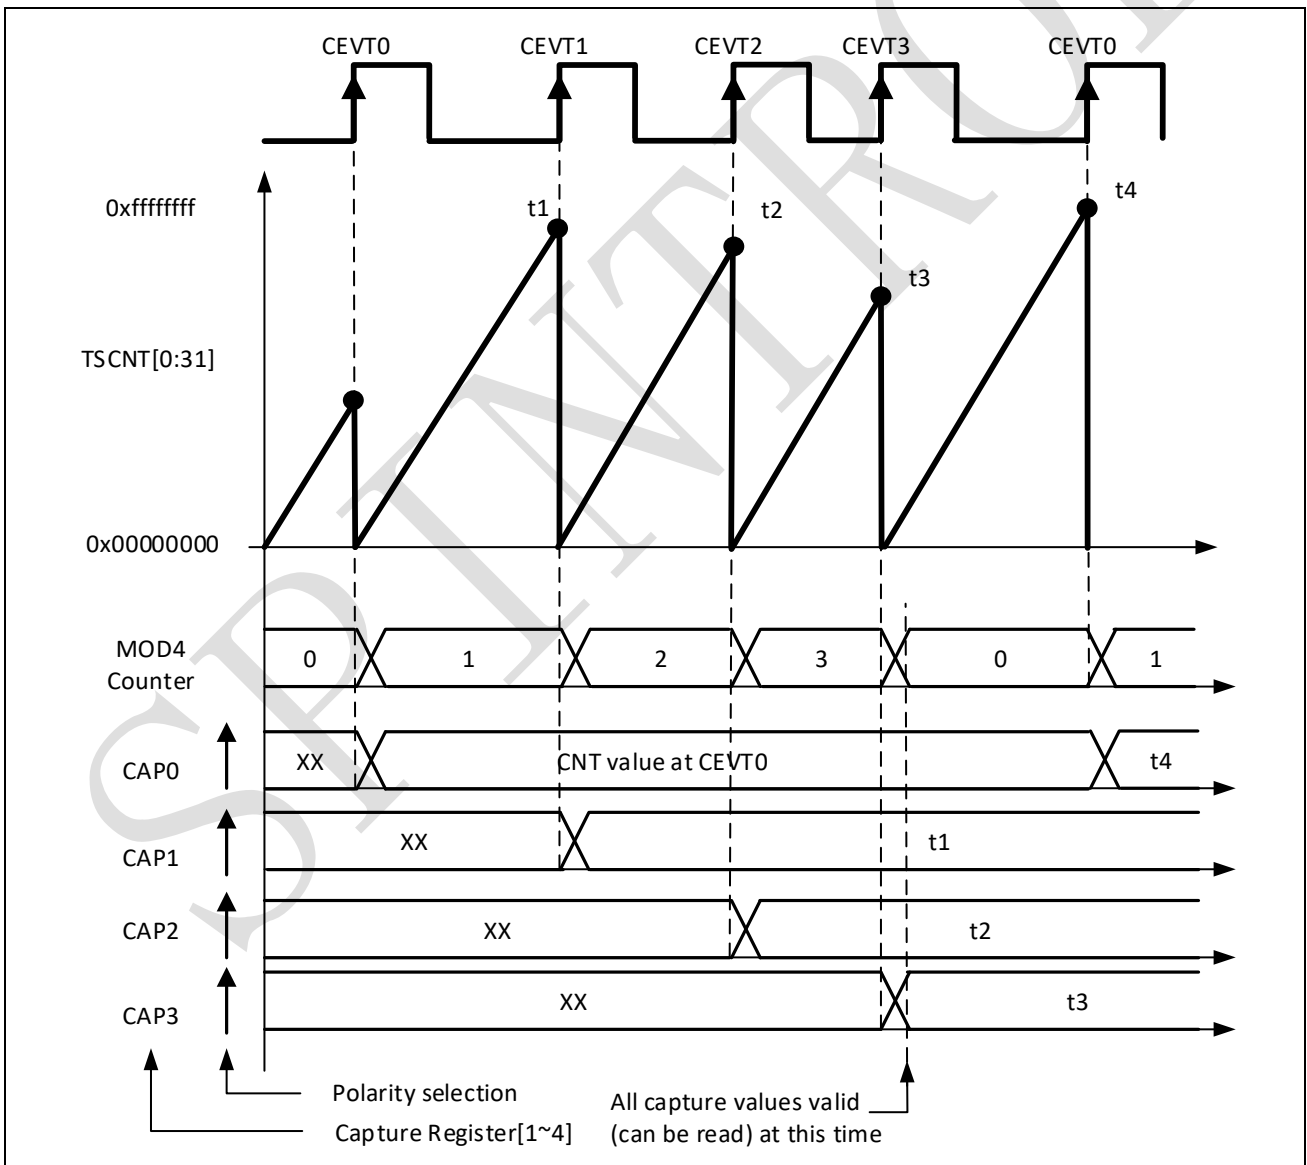 CEVT0 CEVT1 CEVT2 CEVT3 CEVT0
0xffffffff
t1 t2 t3 t4
TSCNT[0:31]
0x00000000
MOD4
Counter
0 1 2 3 0 1
CAP0
XX CNT value at CEVT0 t4
CAP1
XX t1
CAP2
XX t2
CAP3
XX t3
Polarity selection
Capture Register[1~4]
All capture values valid
(can be read) at this time
SPINTRO